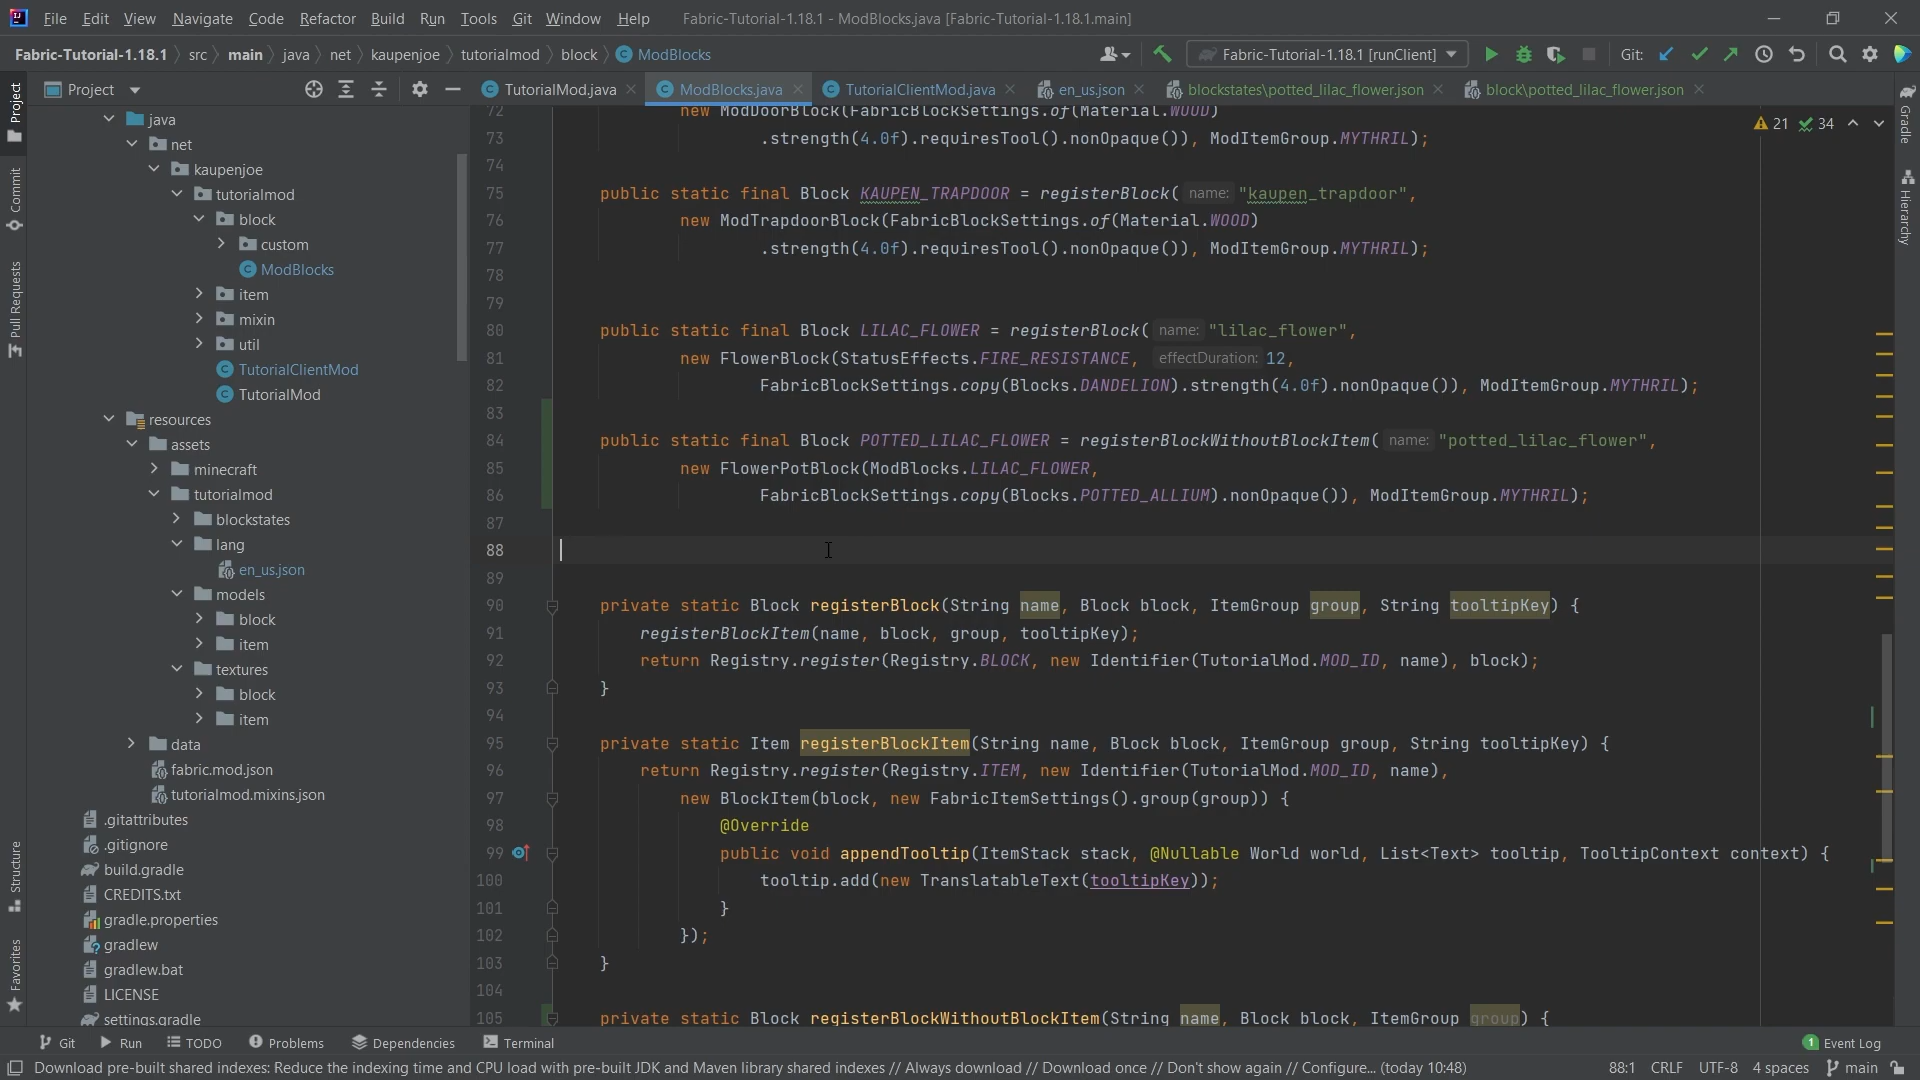 File Edit View Navigate Code Refactor Build Run Tools Git Window Help Fabric-Tutorial-1.18.1 - ModBlocks.java [Fabric-Tutorial-1.18.1.main]
Fabric-Tutorial-1.18.1 src main java net kaupenjoe tutorialmod block ModBlocks Fabric-Tutorial-1.18.1 [runClient] Git:
Project TutorialMod.java ModBlocks.java TutorialClientMod.java en_us.json blockstates\potted_lilac_flower.json block\potted_lilac_flower.json
21 34
Project
Commit
Pull Requests
Structure
Favorites
java
net
kaupenjoe
tutorialmod
block
custom
ModBlocks
item
mixin
util
TutorialClientMod
TutorialMod
resources
assets
minecraft
tutorialmod
blockstates
lang
en_us.json
models
block
item
textures
block
item
data
fabric.mod.json
tutorialmod.mixins.json
.gitattributes
.gitignore
build.gradle
CREDITS.txt
gradle.properties
gradlew
gradlew.bat
LICENSE
settings.gradle
72 new ModDoorBlock(FabricBlockSettings.of(Material.WOOD)
73 .strength(4.0f).requiresTool().nonOpaque()), ModItemGroup.MYTHRIL);
74
75 public static final Block KAUPEN_TRAPDOOR = registerBlock( name: "kaupen_trapdoor",
76 new ModTrapdoorBlock(FabricBlockSettings.of(Material.WOOD)
77 .strength(4.0f).requiresTool().nonOpaque()), ModItemGroup.MYTHRIL);
78
79
80 public static final Block LILAC_FLOWER = registerBlock( name: "lilac_flower",
81 new FlowerBlock(StatusEffects.FIRE_RESISTANCE, effectDuration: 12,
82 FabricBlockSettings.copy(Blocks.DANDELION).strength(4.0f).nonOpaque()), ModItemGroup.MYTHRIL);
83
84 public static final Block POTTED_LILAC_FLOWER = registerBlockWithoutBlockItem( name: "potted_lilac_flower",
85 new FlowerPotBlock(ModBlocks.LILAC_FLOWER,
86 FabricBlockSettings.copy(Blocks.POTTED_ALLIUM).nonOpaque()), ModItemGroup.MYTHRIL);
87
88
89
90 private static Block registerBlock(String name, Block block, ItemGroup group, String tooltipKey) {
91 registerBlockItem(name, block, group, tooltipKey);
92 return Registry.register(Registry.BLOCK, new Identifier(TutorialMod.MOD_ID, name), block);
93 }
94
95 private static Item registerBlockItem(String name, Block block, ItemGroup group, String tooltipKey) {
96 return Registry.register(Registry.ITEM, new Identifier(TutorialMod.MOD_ID, name),
97 new BlockItem(block, new FabricItemSettings().group(group)) {
98 @Override
99 public void appendTooltip(ItemStack stack, @Nullable World world, List<Text> tooltip, TooltipContext context) {
100 tooltip.add(new TranslatableText(tooltipKey));
101 }
102 });
103 }
104
105 private static Block registerBlockWithoutBlockItem(String name, Block block, ItemGroup group) {
Gradle
Hierarchy
Git Run TODO Problems Dependencies Terminal 1 Event Log
Download pre-built shared indexes: Reduce the indexing time and CPU load with pre-built JDK and Maven library shared indexes // Always download // Download once // Don't show again // Configure... (today 10:48) 88:1 CRLF UTF-8 4 spaces main